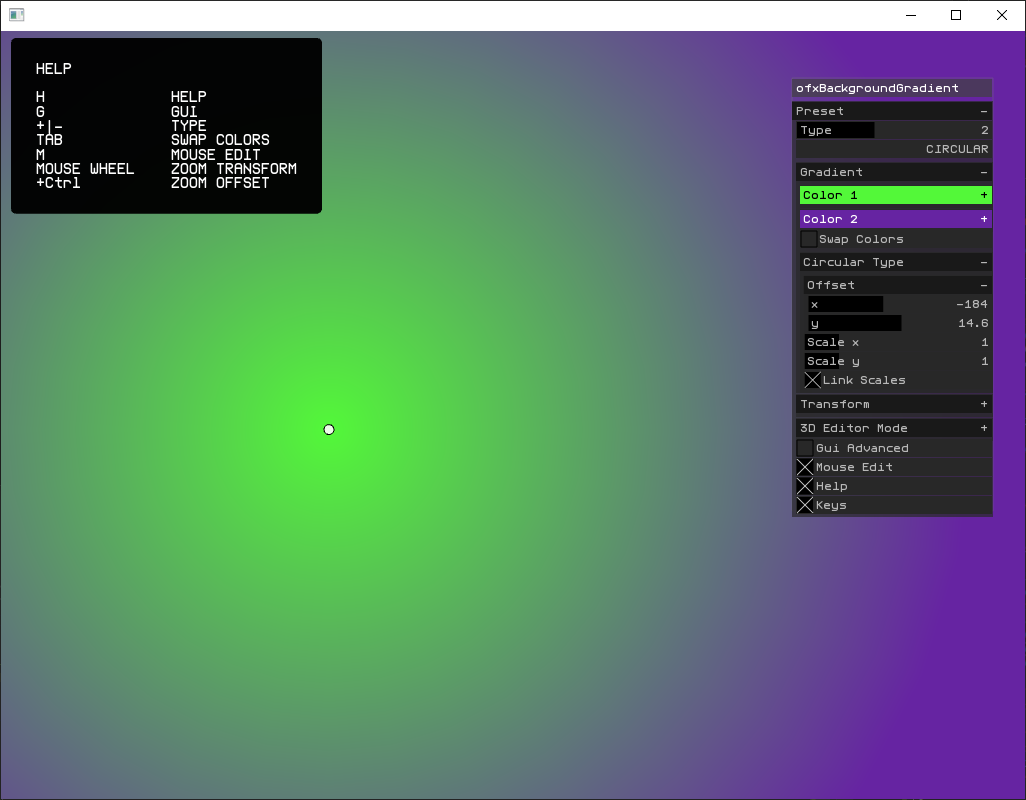 HELP
H HELP
G GUI
+|- TYPE
TAB SWAP COLORS
M MOUSE EDIT
MOUSE WHEEL ZOOM TRANSFORM
+Ctrl ZOOM OFFSET
ofxBackgroundGradient
Preset -
Type 2
CIRCULAR
Gradient -
Color 1 +
Color 2 +
Swap Colors
Circular Type -
Offset -
x -184
y 14.6
Scale x 1
Scale y 1
Link Scales
Transform +
3D Editor Mode +
Gui Advanced
Mouse Edit
Help
Keys